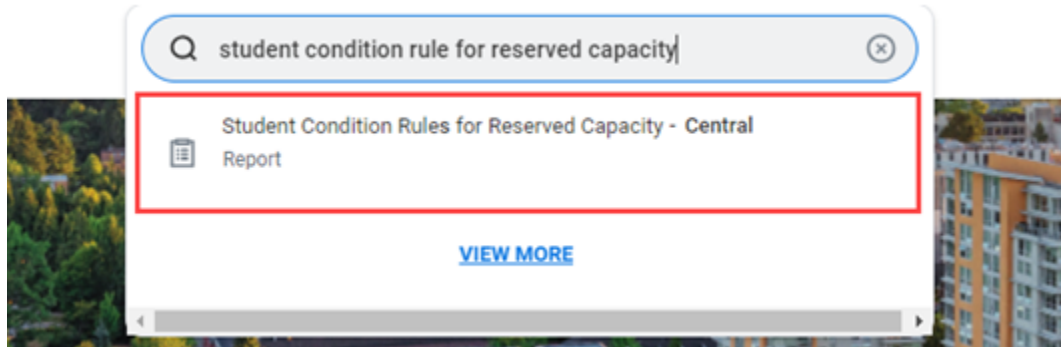 student condition rule for reserved capacity
Student Condition Rules for Reserved Capacity - Central
Report
VIEW MORE